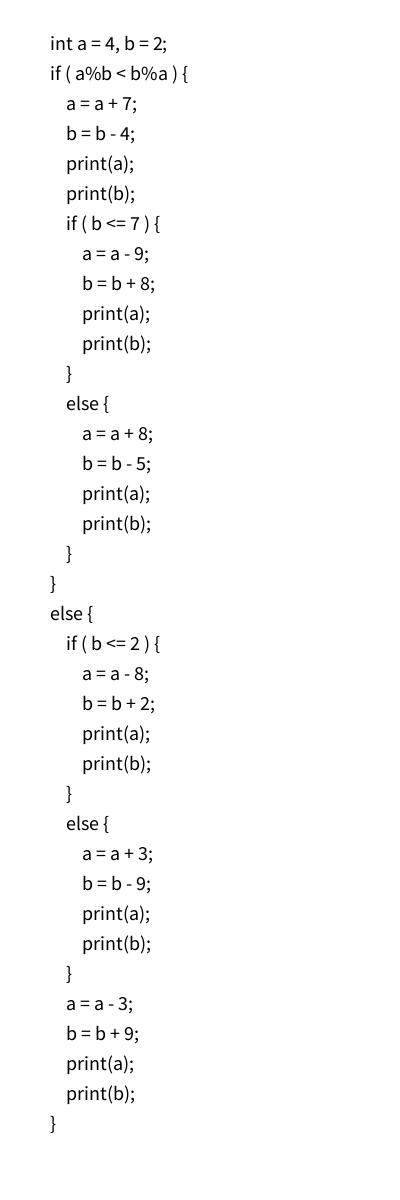 int a = 4, b = 2;
if ( a%b < b%a ) {
    a = a + 7;
    b = b - 4;
    print(a);
    print(b);
    if ( b <= 7 ) {
        a = a - 9;
        b = b + 8;
        print(a);
        print(b);
    }
    else {
        a = a + 8;
        b = b - 5;
        print(a);
        print(b);
    }
}
else {
    if ( b <= 2 ) {
        a = a - 8;
        b = b + 2;
        print(a);
        print(b);
    }
    else {
        a = a + 3;
        b = b - 9;
        print(a);
        print(b);
    }
    a = a - 3;
    b = b + 9;
    print(a);
    print(b);
}